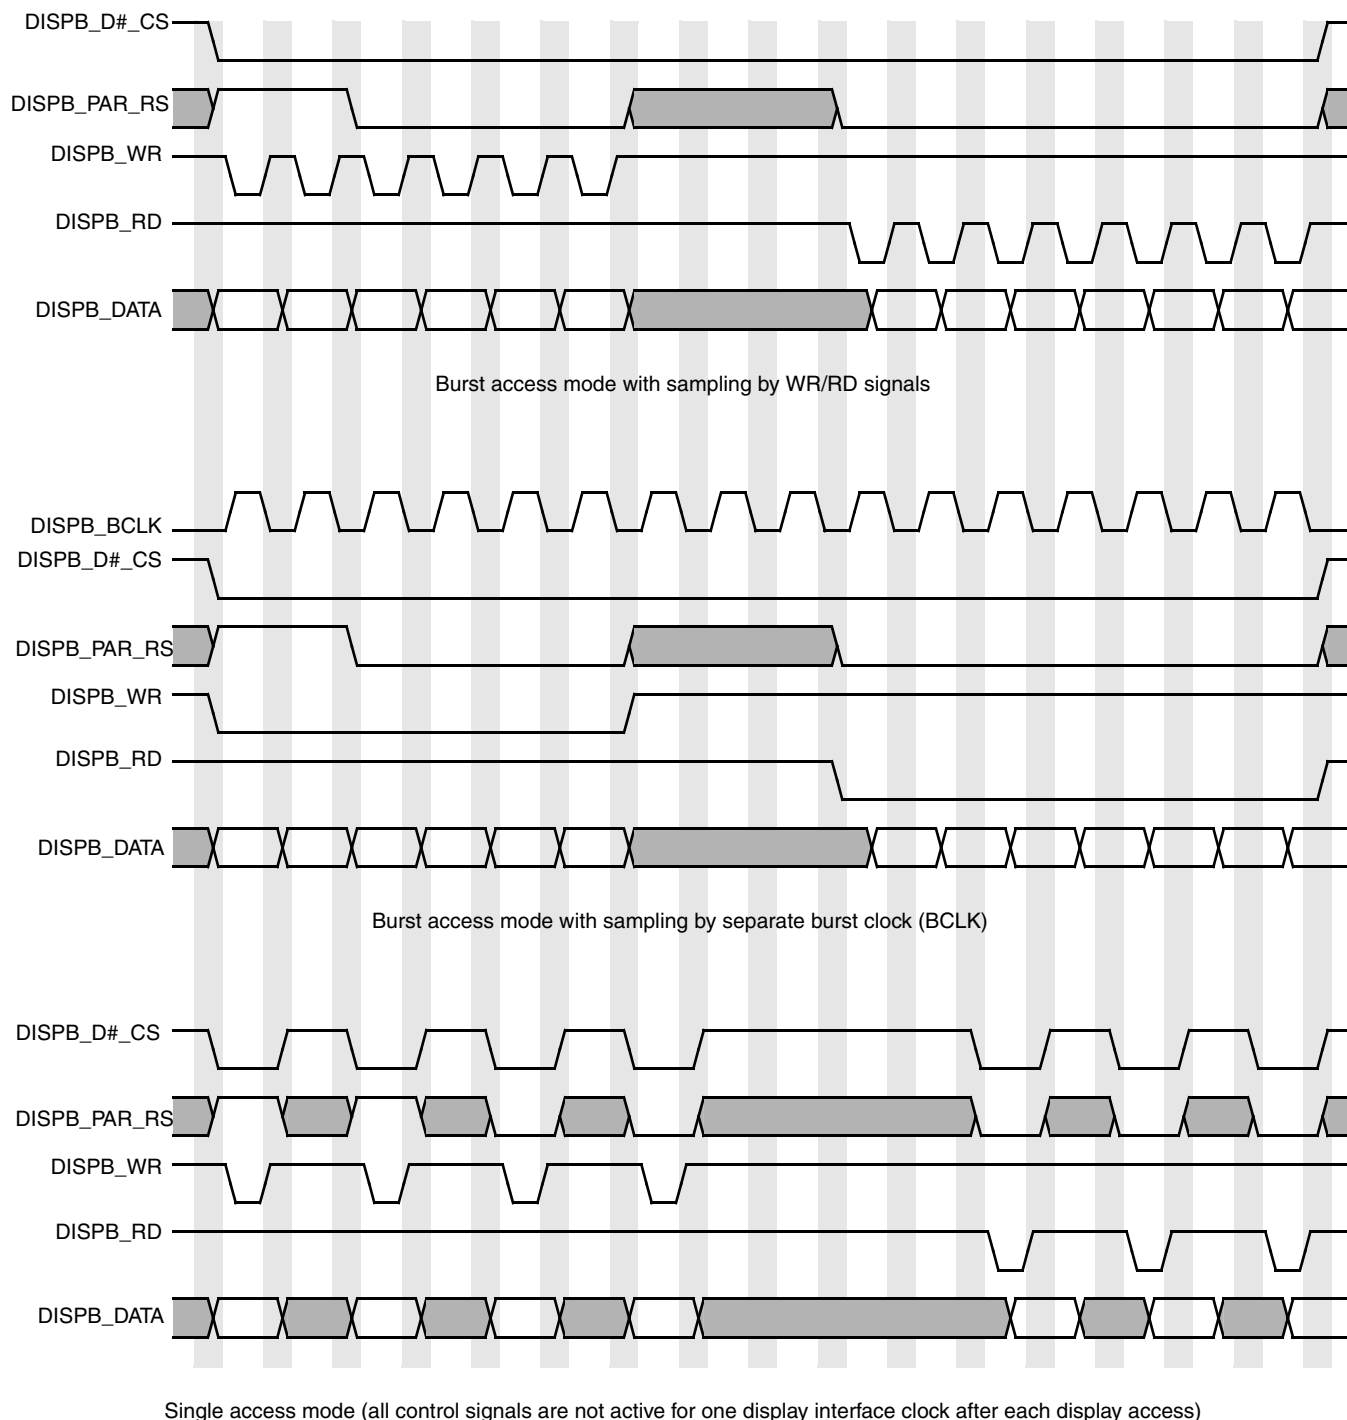 DISPB_D#_CS
DISPB_PAR_RS
DISPB_WR
DISPB_RD
DISPB_DATA
Burst access mode with sampling by WR/RD signals
DISPB_BCLK
DISPB_D#_CS
DISPB_PAR_RS
DISPB_WR
DISPB_RD
DISPB_DATA
Burst access mode with sampling by separate burst clock (BCLK)
DISPB_D#_CS
DISPB_PAR_RS
DISPB_WR
DISPB_RD
DISPB_DATA
Single access mode (all control signals are not active for one display interface clock after each display access)